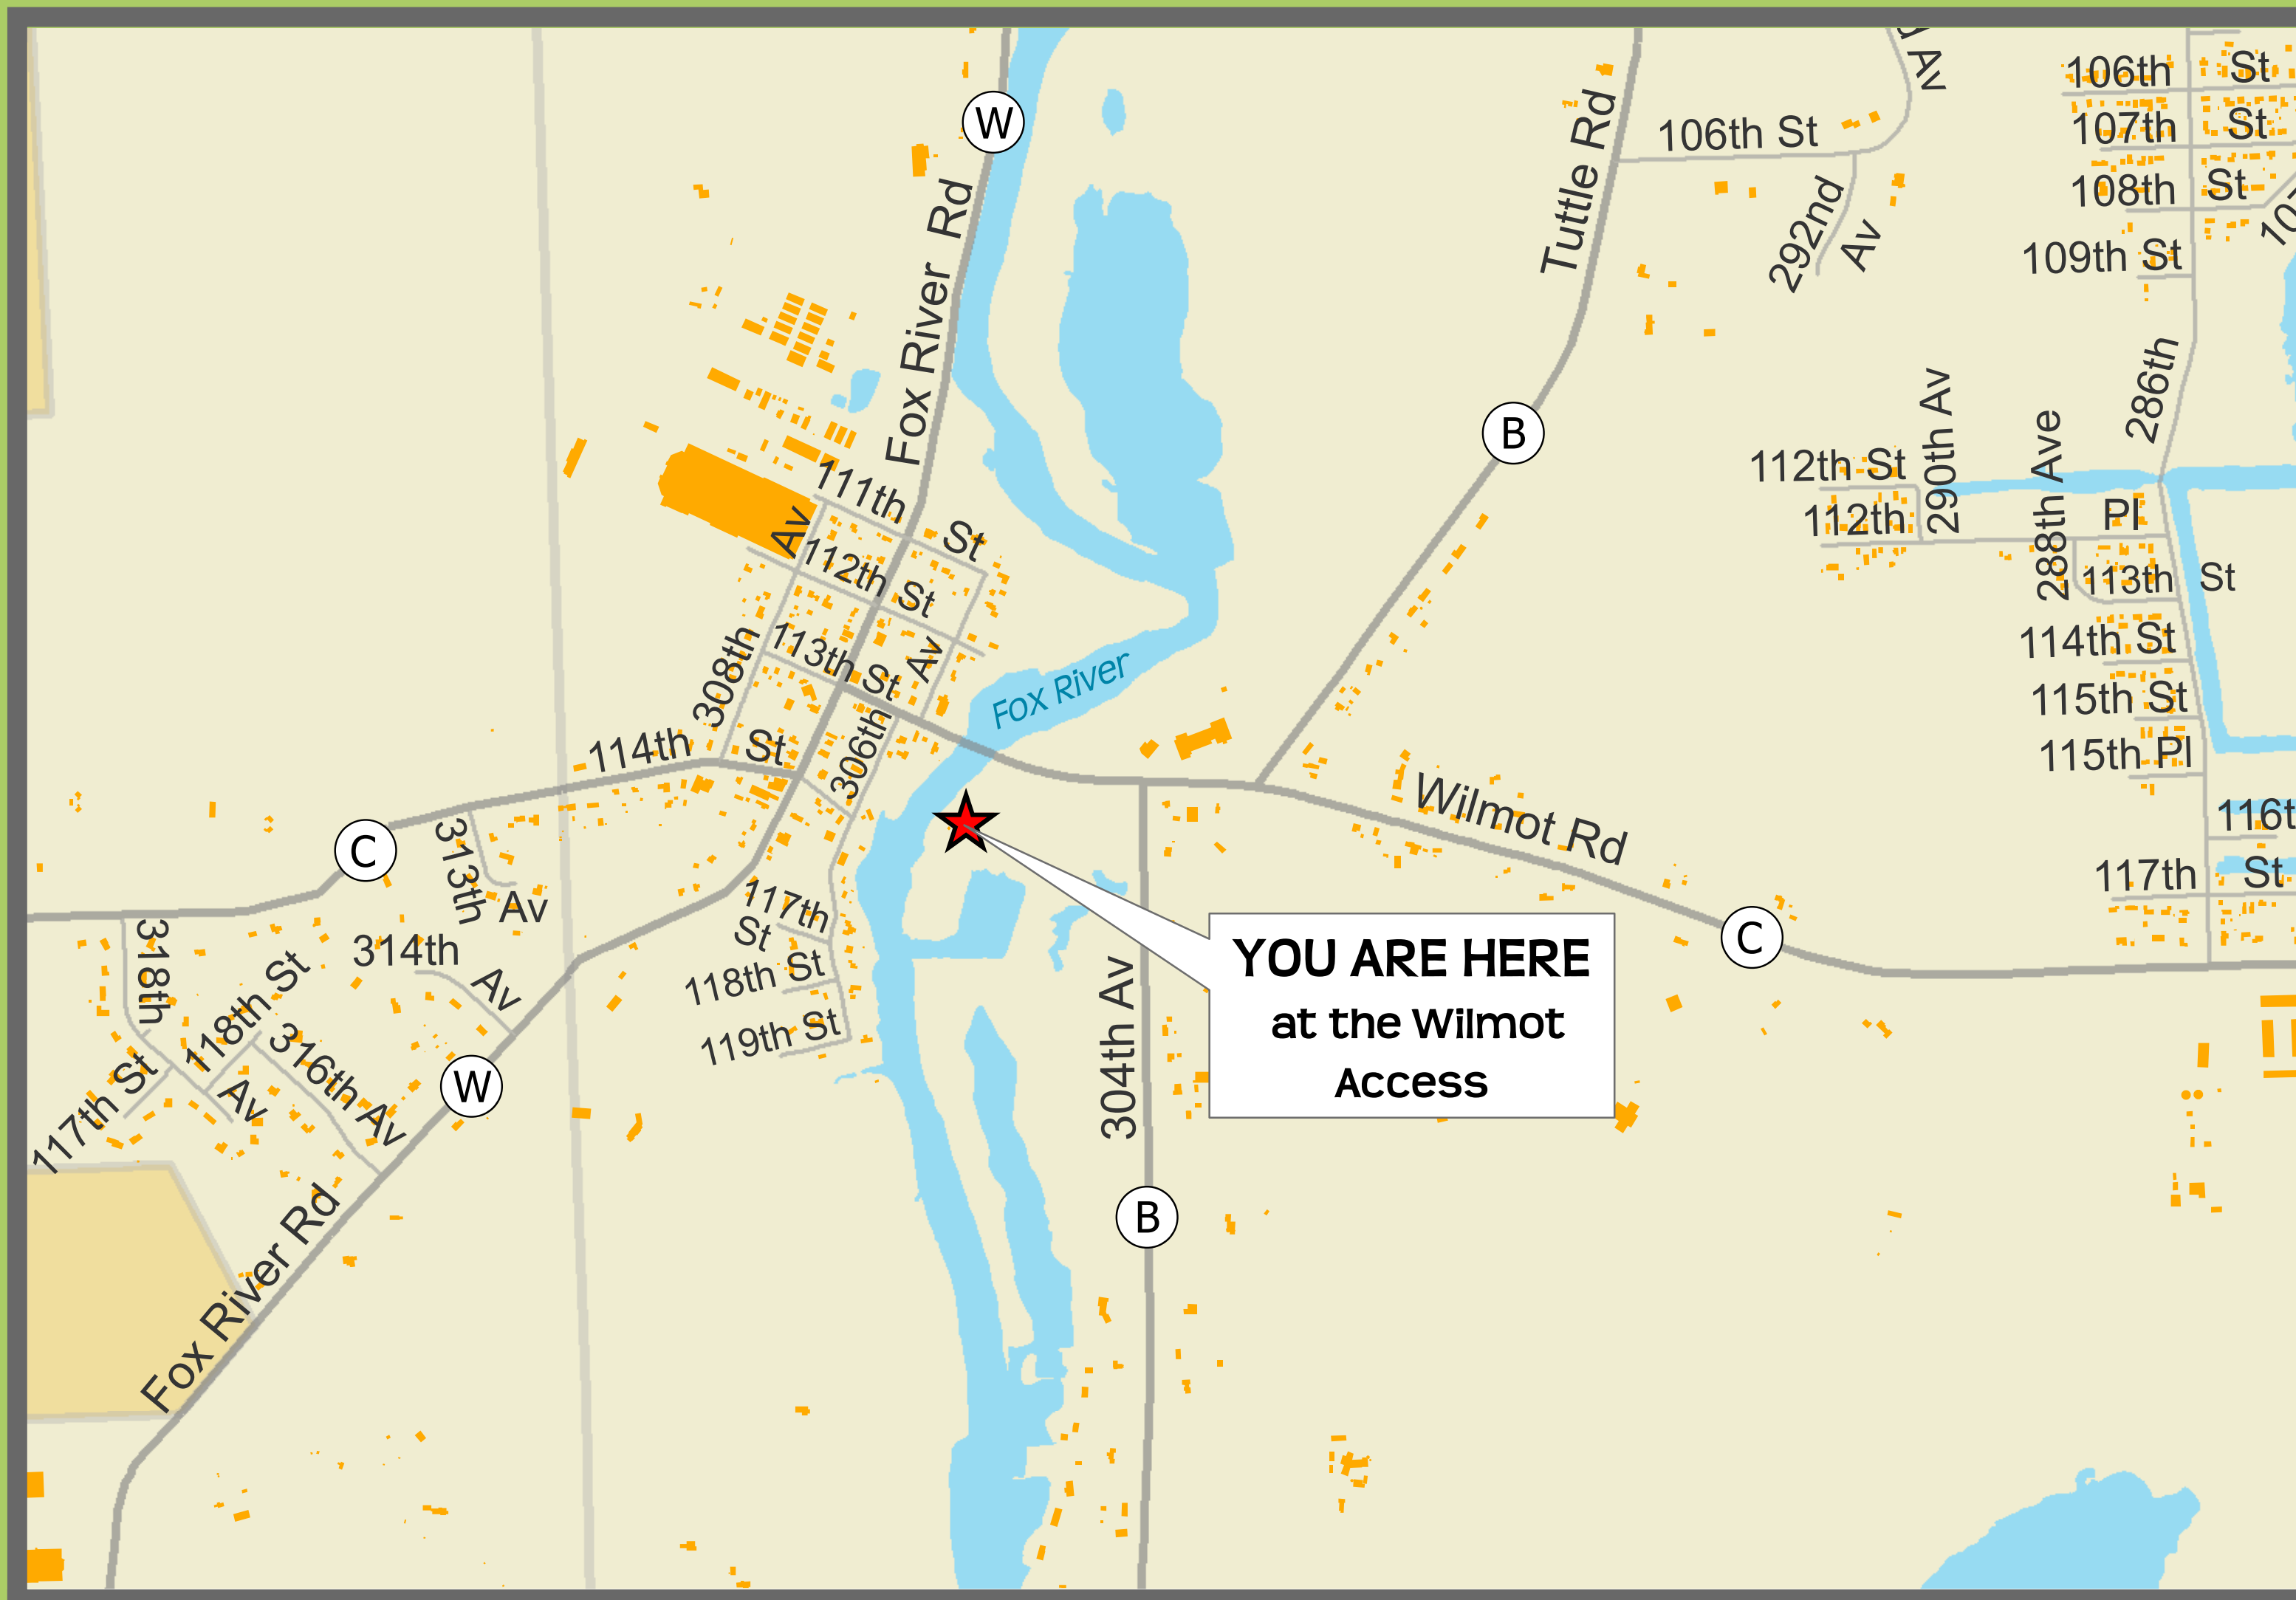 W
Fox River Rd
Tuttle Rd
106th St
Av
292nd Av
106th St
107th St
108th St
109th St
286th
B
290th Av
288th Ave
112th St
112th Pl
113th St
114th St
115th St
115th Pl
117th St
111th St
Av
112th St
113th St
Av
308th
306th
114th St
Fox River
Wilmot Rd
C
313th Av
318th
314th Av
118th St
316th Av
Av
117th St
W
Fox River Rd
117th St
118th St
119th St
304th Av
B
C
YOU ARE HERE
at the Wilmot
Access